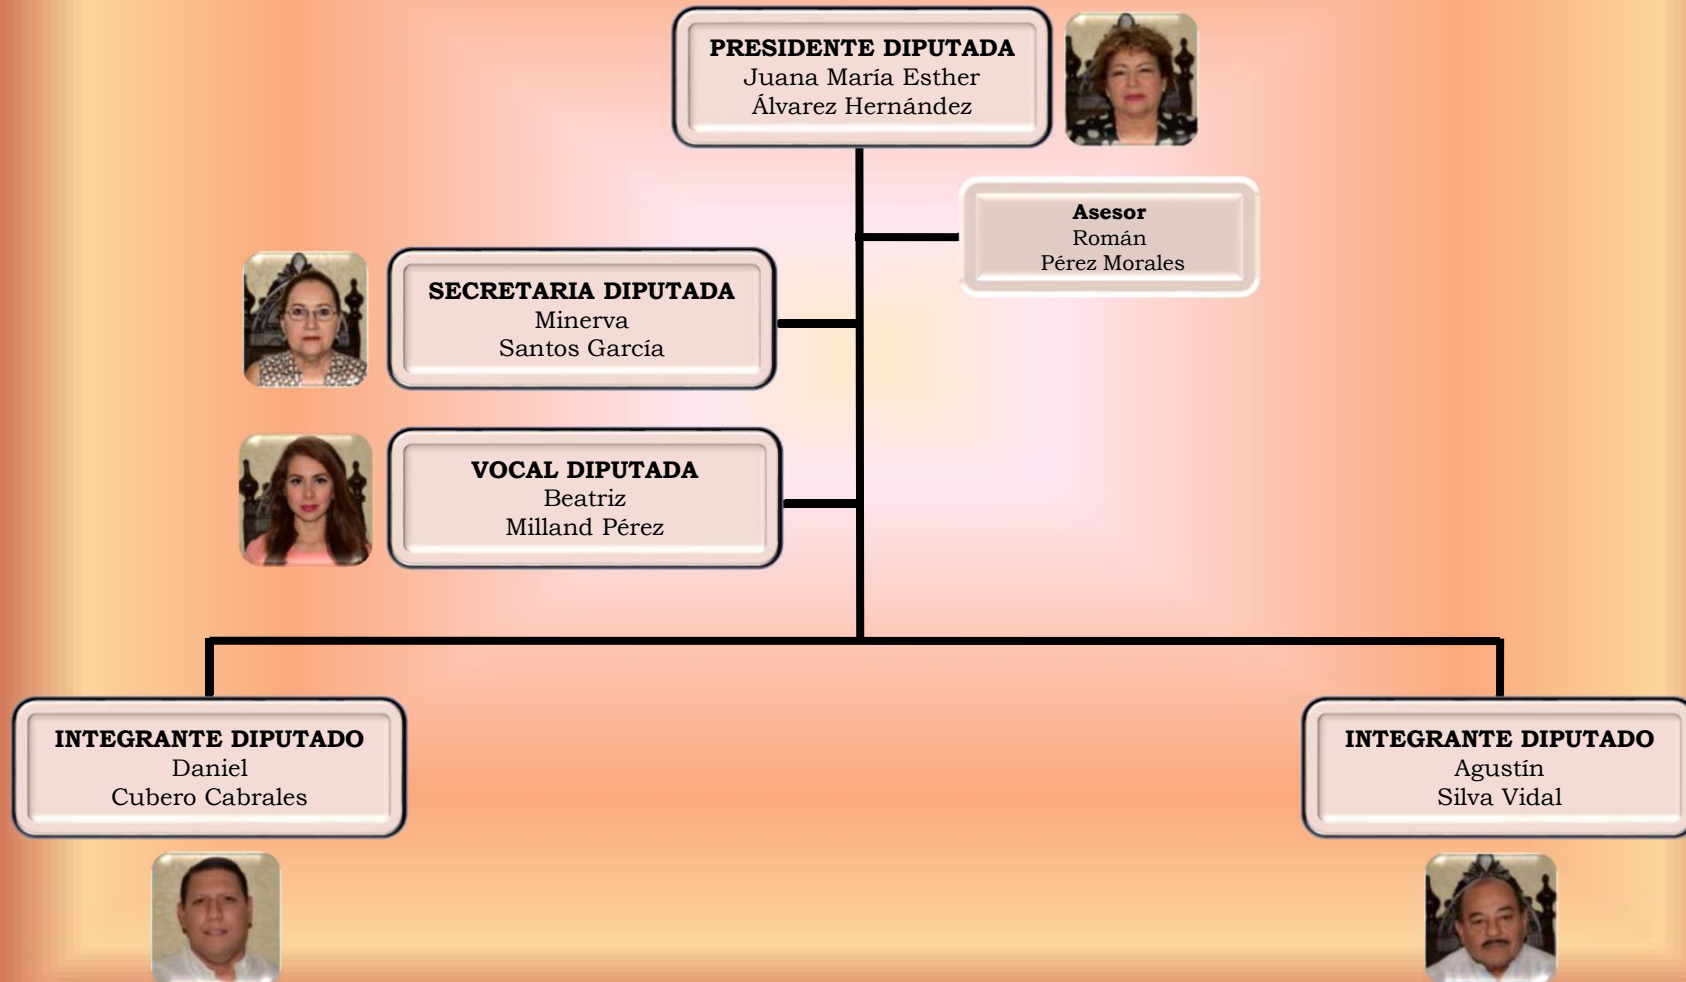 PRESIDENTE DIPUTADA
Juana María Esther
Álvarez Hernández
Asesor
Román
Pérez Morales
SECRETARIA DIPUTADA
Minerva
Santos García
VOCAL DIPUTADA
Beatriz
Milland Pérez
INTEGRANTE DIPUTADO
Daniel
Cubero Cabrales
INTEGRANTE DIPUTADO
Agustín
Silva Vidal